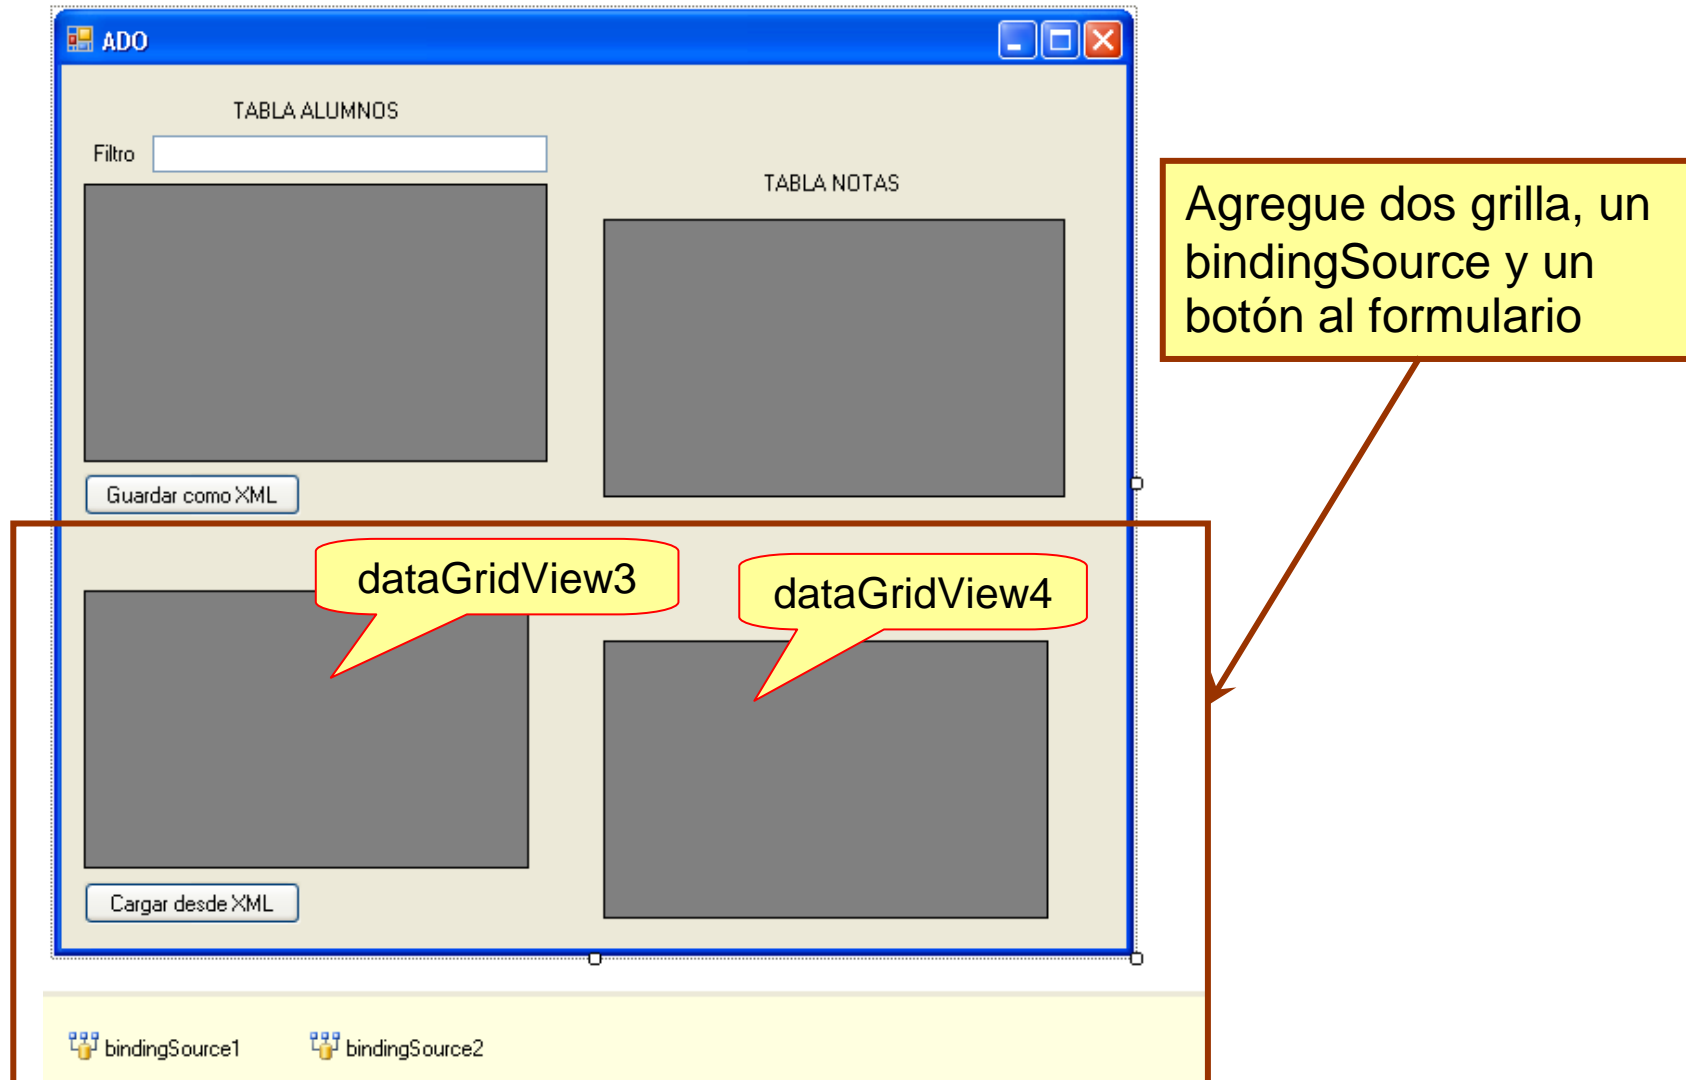 ADO
TABLA ALUMNOS
Filtro
TABLA NOTAS
Agregue dos grilla, un
bindingSource y un
botón al formulario
Guardar como XML
dataGridView3
dataGridView4
Cargar desde XML
bindingSource1
bindingSource2